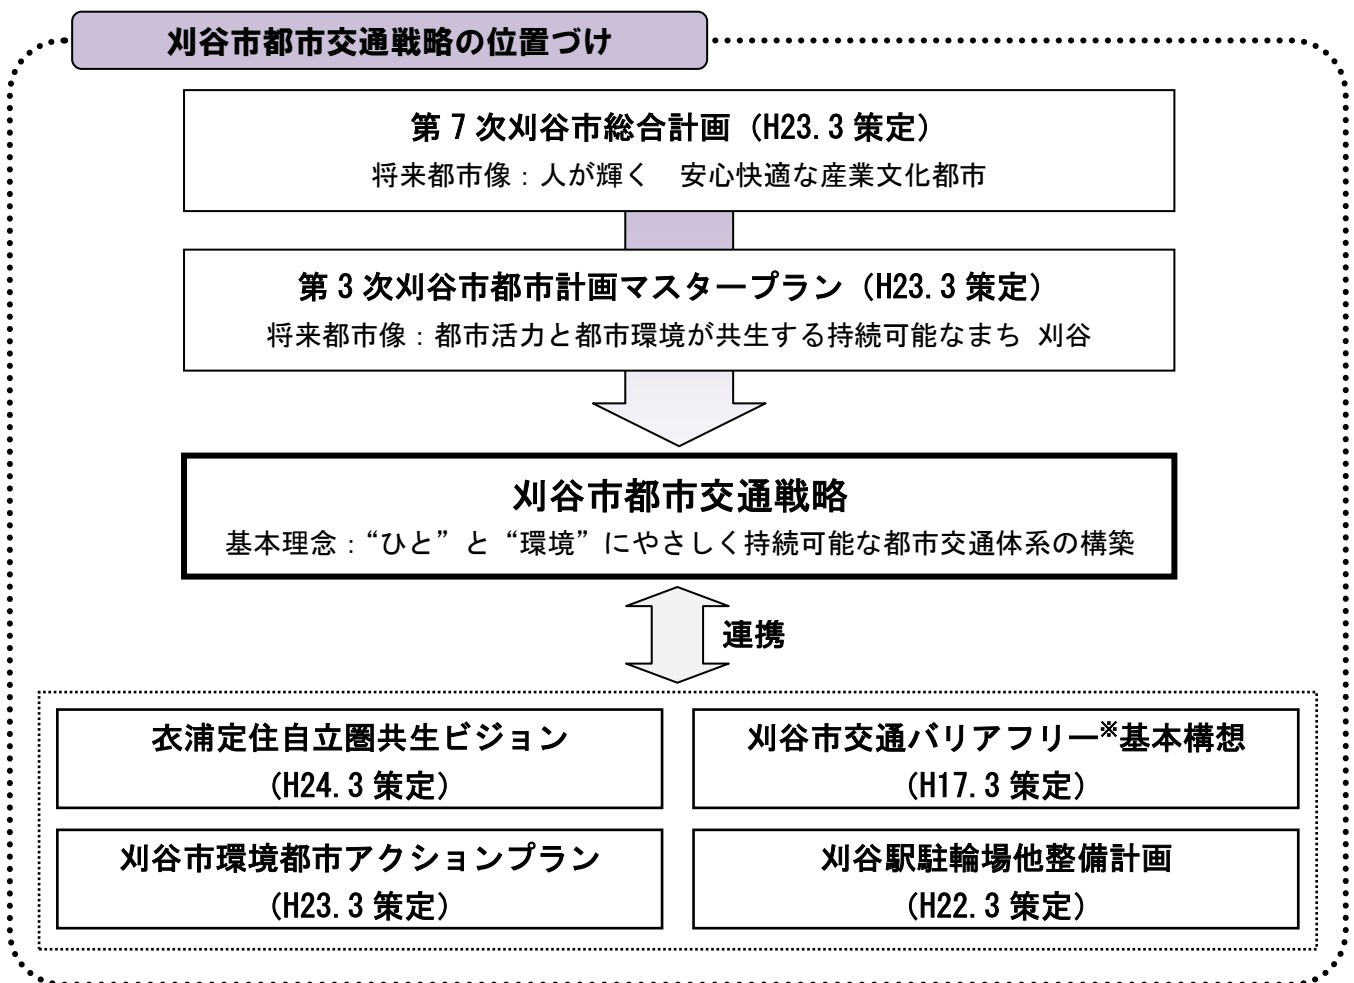 刈谷市都市交通戦略の位置づけ
第7次刈谷市総合計画（H23.3 策定）
将来都市像：人が輝く　安心快適な産業文化都市
第3次刈谷市都市計画マスタープラン（H23.3 策定）
将来都市像：都市活力と都市環境が共生する持続可能なまち 刈谷
刈谷市都市交通戦略
基本理念：“ひと”と“環境”にやさしく持続可能な都市交通体系の構築
連携
衣浦定住自立圏共生ビジョン
（H24.3 策定）
刈谷市交通バリアフリー※基本構想
（H17.3 策定）
刈谷市環境都市アクションプラン
（H23.3 策定）
刈谷駅駐輪場他整備計画
（H22.3 策定）